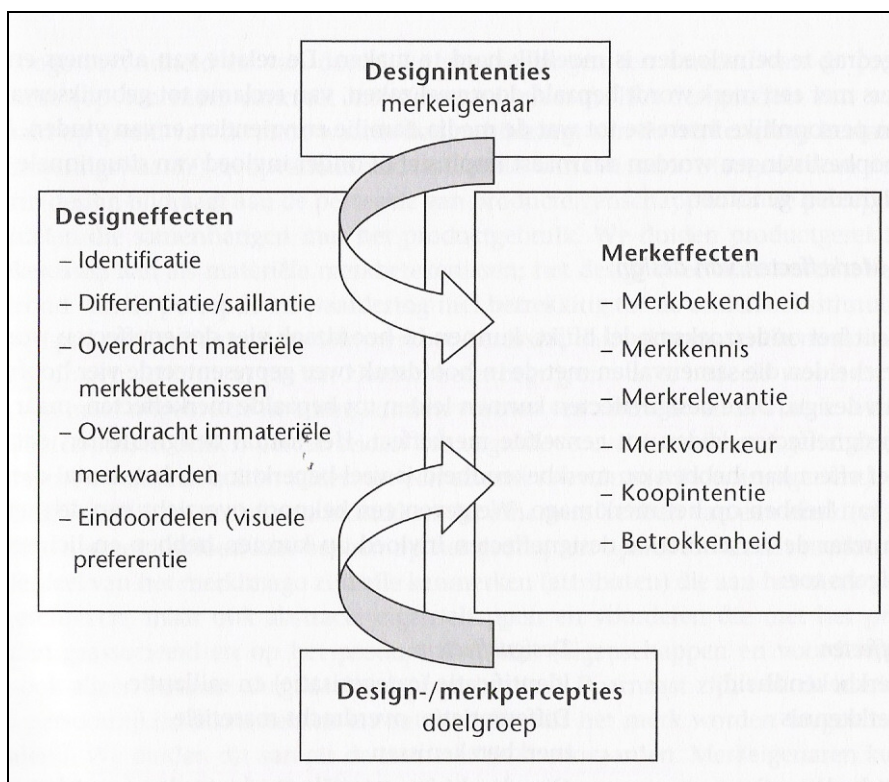 Designintenties
merkeigenaar
Designeffecten
– Identificatie
– Differentiatie/saillantie
– Overdracht materiële
merkbetekenissen
– Overdracht immateriële
merkwaarden
– Eindoordelen (visuele
preferentie
Merkeffecten
– Merkbekendheid
– Merkkennis
– Merkrelevantie
– Merkvoorkeur
– Koopintentie
– Betrokkenheid
Design-/merkpercepties
doelgroep